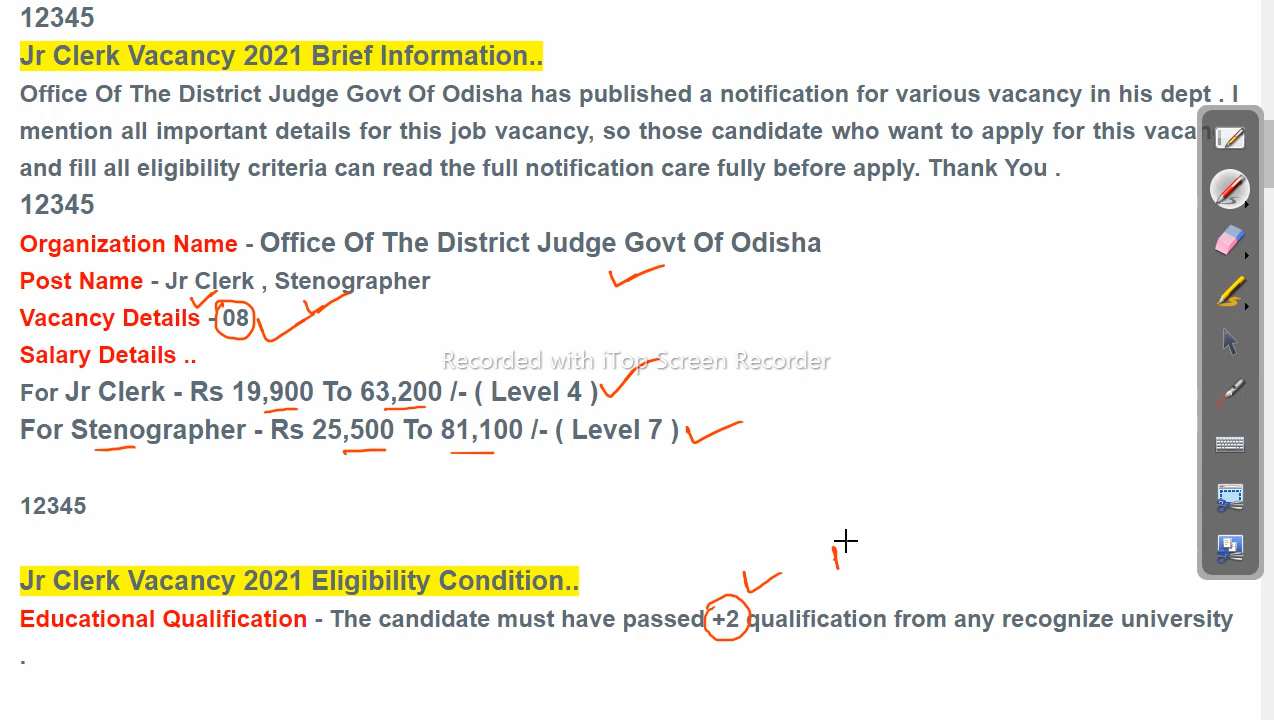 12345
Jr Clerk Vacancy 2021 Brief Information..
Office Of The District Judge Govt Of Odisha has published a notification for various vacancy in his dept . I
mention all important details for this job vacancy, so those candidate who want to apply for this vacan
and fill all eligibility criteria can read the full notification care fully before apply. Thank You .
12345
Organization Name - Office Of The District Judge Govt Of Odisha
Post Name - Jr Clerk , Stenographer
Vacancy Details - 08
Salary Details ..
Recorded with iTop Screen Recorder
For Jr Clerk - Rs 19,900 To 63,200 /- ( Level 4 )
For Stenographer - Rs 25,500 To 81,100 /- ( Level 7 )
12345
Jr Clerk Vacancy 2021 Eligibility Condition..
Educational Qualification - The candidate must have passed +2 qualification from any recognize university
.